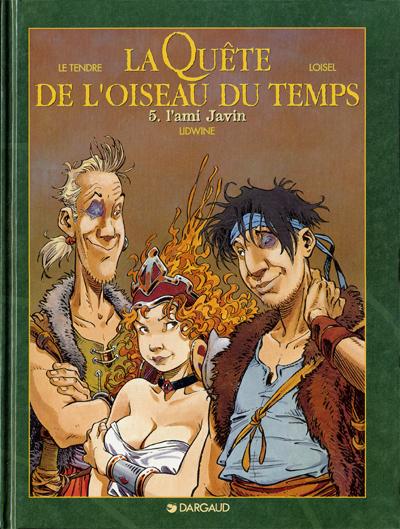 LE TENDRE
LA QUÊTE
LOISEL
DE L'OISEAU DU TEMPS
5. l'ami Javin
LIDWINE
DARGAUD